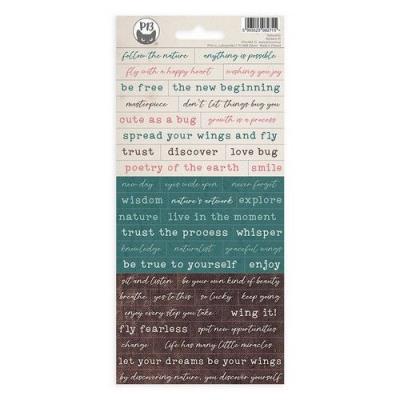 P13
follow the nature anything is possible
fly with a happy heart wishing you joy
be free the new beginning
masterpiece don't let things bug you
cute as a bug growth is a process
spread your wings and fly
trust discover love bug
poetry of the earth smile
new day eyes wide open never forget
wisdom nature's artwork explore
nature live in the moment
trust the process whisper
knowledge naturalist graceful wings
be true to yourself enjoy
sit and listen be your own kind of beauty
breathe yes to this so lucky keep going
enjoy every step you take wing it!
fly fearless spot new opportunities
change life has many little miracles
let your dreams be your wings
by discovering nature, you discover yourself